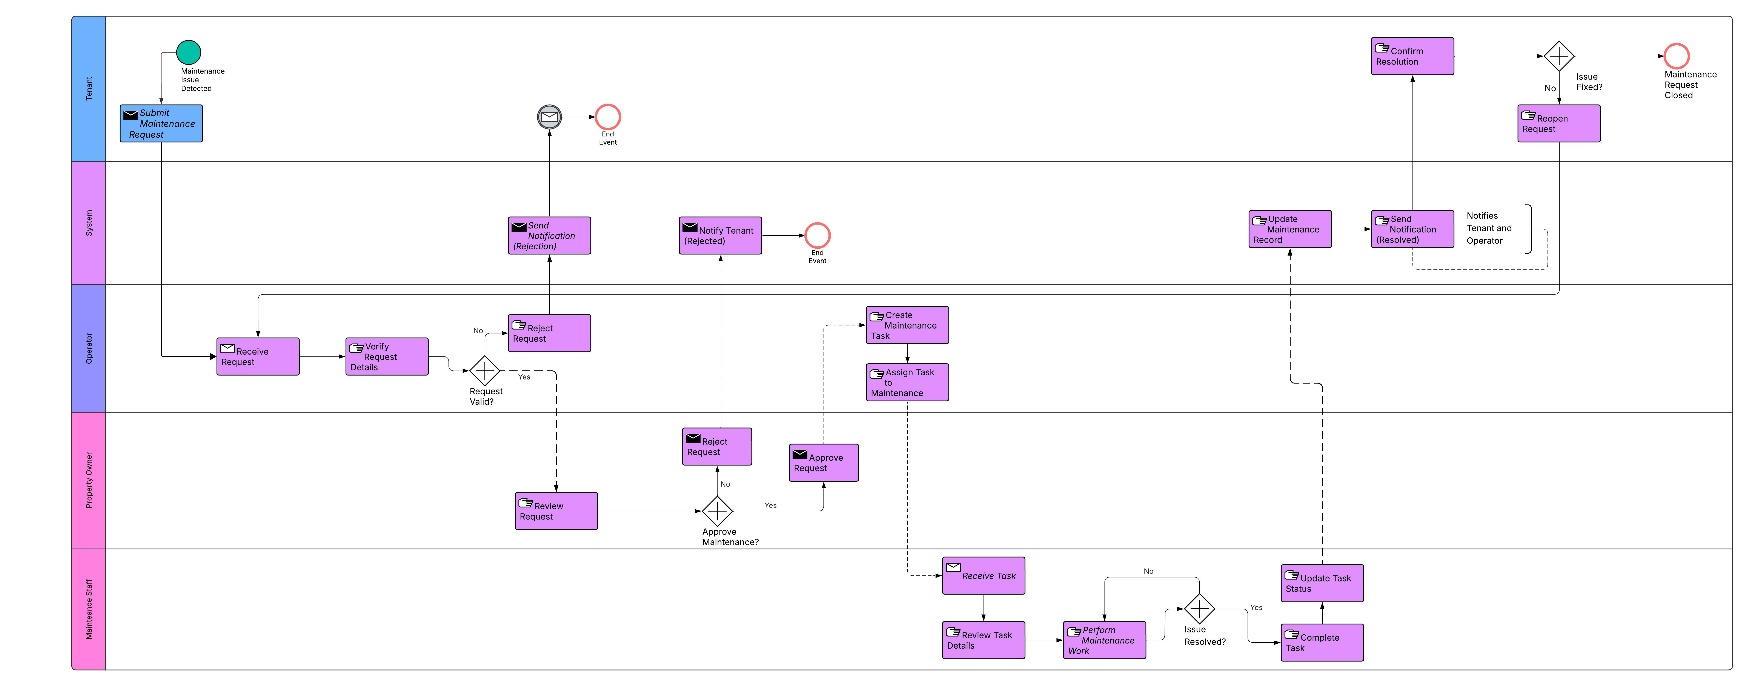 Tenant
Maintenance
Issue
Detected
Submit
Maintenance
Request
End
Event
Confirm
Resolution
Issue
Fixed?
No
Reopen
Request
Maintenance
Request
Closed
System
Send
Notification
(Rejection)
Notify Tenant
(Rejected)
End
Event
Update
Maintenance
Record
Send
Notification
(Resolved)
Notifies
Tenant and
Operator
Operator
Receive
Request
Verify
Request
Details
Request
Valid?
No
Yes
Reject
Request
Create
Maintenance
Task
Assign Task
to
Maintenance
Property Owner
Review
Request
Reject
Request
No
Approve
Maintenance?
Yes
Approve
Request
Mainteance Staff
Receive Task
Review Task
Details
Perform
Maintenance
Work
No
Issue
Resolved?
Yes
Update Task
Status
Complete
Task